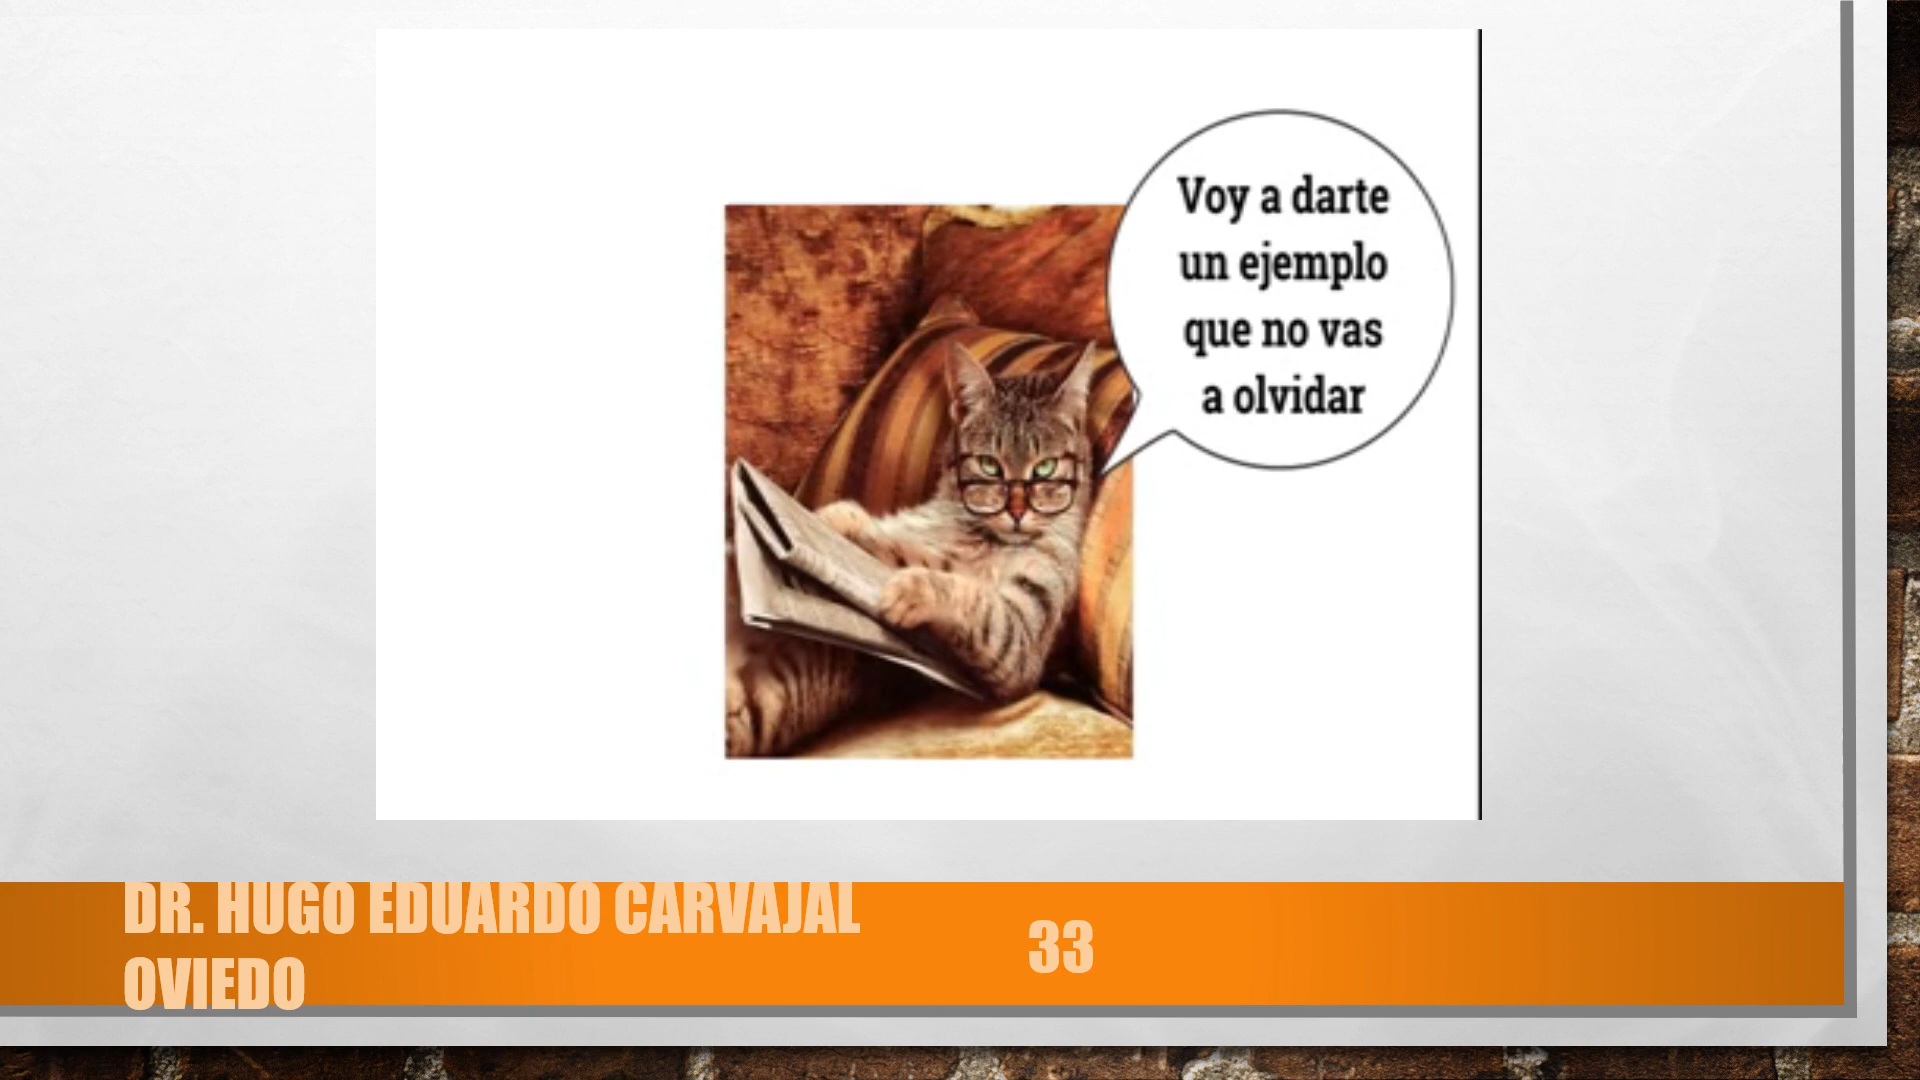 Voy a darte
un ejemplo
que no vas
a olvidar
DR. HUGO EDUARDO CARVAJAL
OVIEDO
33